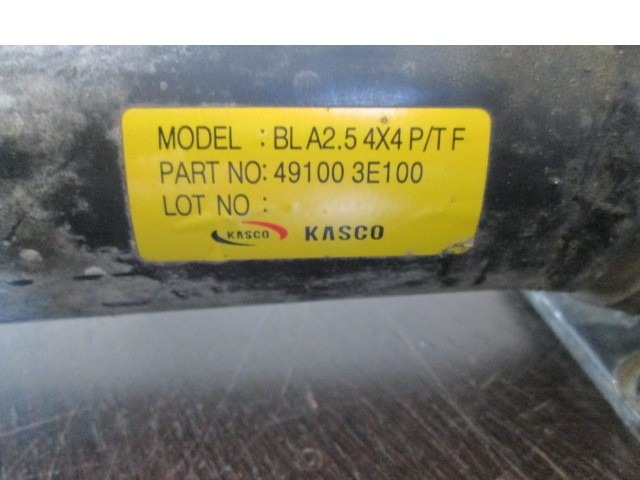 MODEL : BL A2.5 4X4 P/T F
PART NO: 49100 3E100
LOT NO :
KASCO KASCO